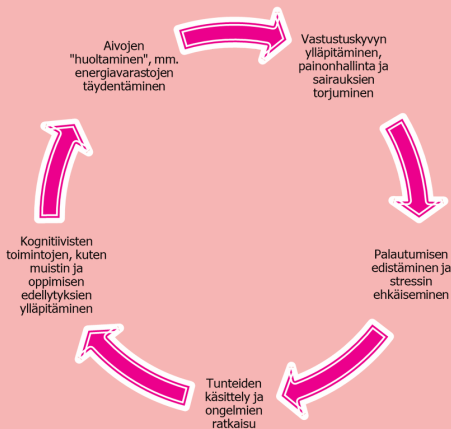 Aivojen
"huoltaminen", mm.
energiavarastojen
täydentäminen
Vastustuskyvyn
ylläpitäminen,
painonhallinta ja
sairauksien
torjuminen
Palautumisen
edistäminen ja
stressin
ehkäiseminen
Tunteiden
käsittely ja
ongelmien
ratkaisu
Kognitiivisten
toimintojen, kuten
muistin ja
oppimisen
edellytyksien
ylläpitäminen